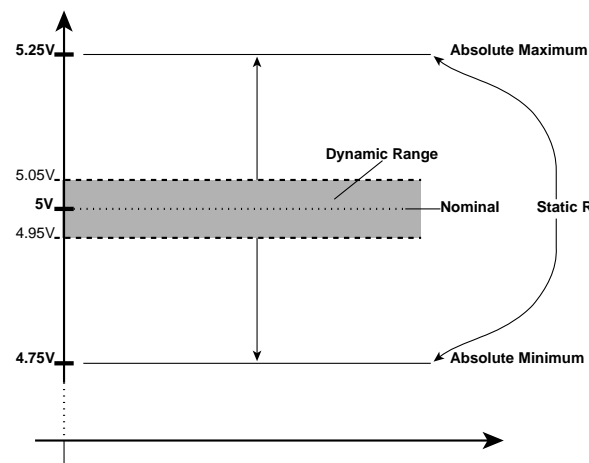 5.25V
Absolute Maximum
Dynamic Range
5.05V
5V
Nominal
Static R
4.95V
4.75V
Absolute Minimum